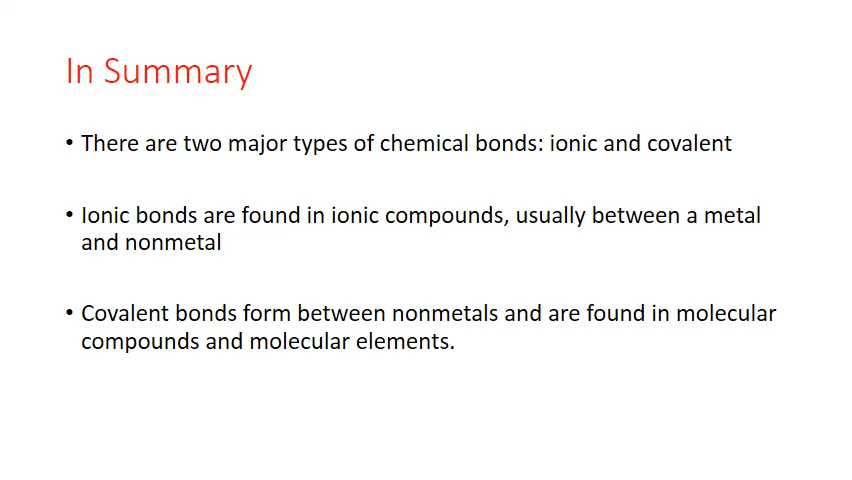 In Summary
• There are two major types of chemical bonds: ionic and covalent
• Ionic bonds are found in ionic compounds, usually between a metal
and nonmetal
• Covalent bonds form between nonmetals and are found in molecular
compounds and molecular elements.